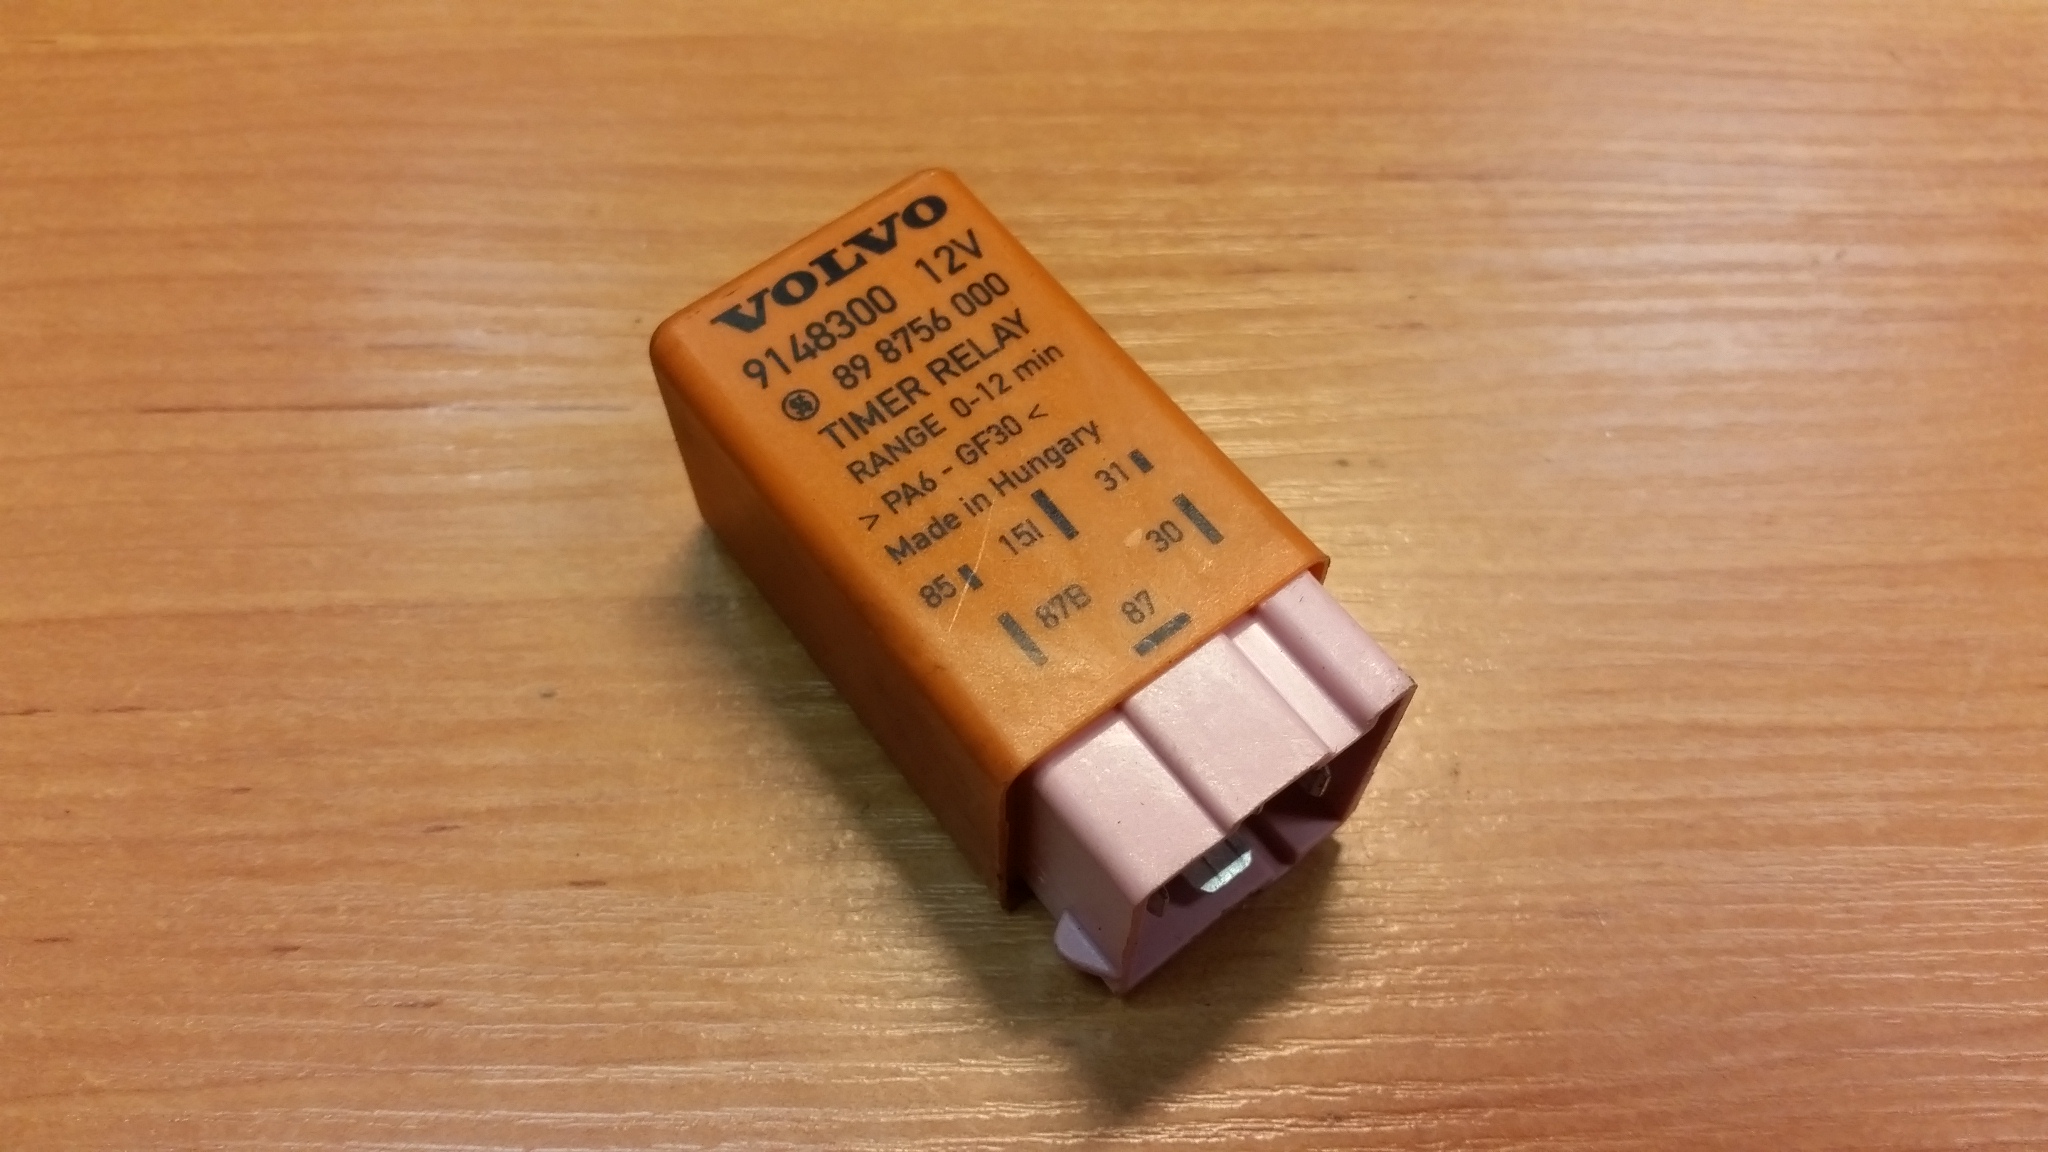 VOLVO
9148300 12V
89 8756 000
TIMER RELAY
RANGE 0-12 min
> PA6 - GF30 <
Made in Hungary
85 15I 31
87B 87 30